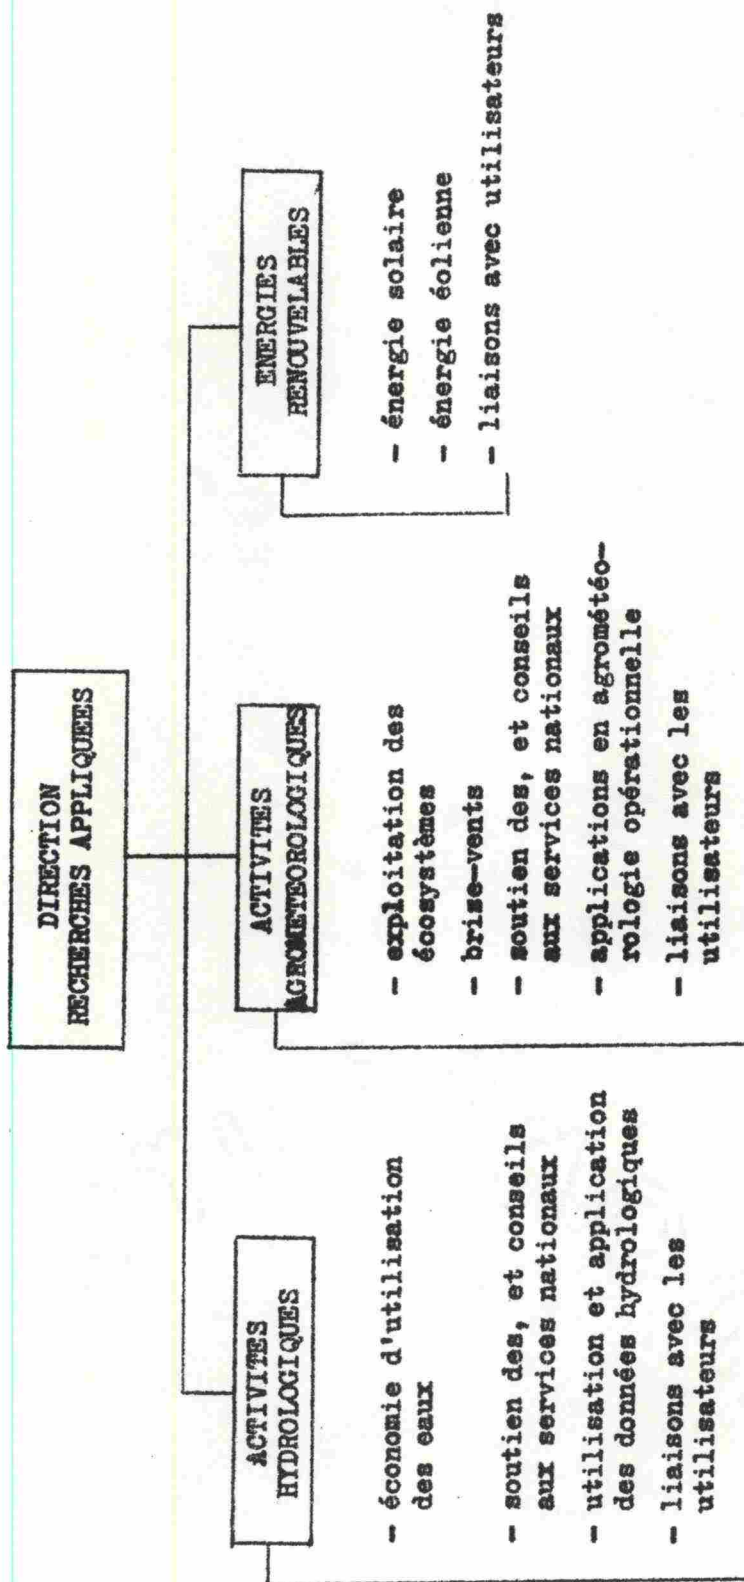 DIRECTION
RECHERCHES APPLIQUEES
ACTIVITES
HYDROLOGIQUES
- économie d'utilisation
des eaux
- soutien des, et conseils
aux services nationaux
- utilisation et application
des données hydrologiques
- liaisons avec les
utilisateurs
ACTIVITES
AGROMETEOROLOGIQUES
- exploitation des
écosystèmes
- brise-vents
- soutien des, et conseils
aux services nationaux
- applications en agrométéo-
rologie opérationnelle
- liaisons avec les
utilisateurs
ENERGIES
RENOUVELABLES
- énergie solaire
- énergie éolienne
- liaisons avec utilisateurs